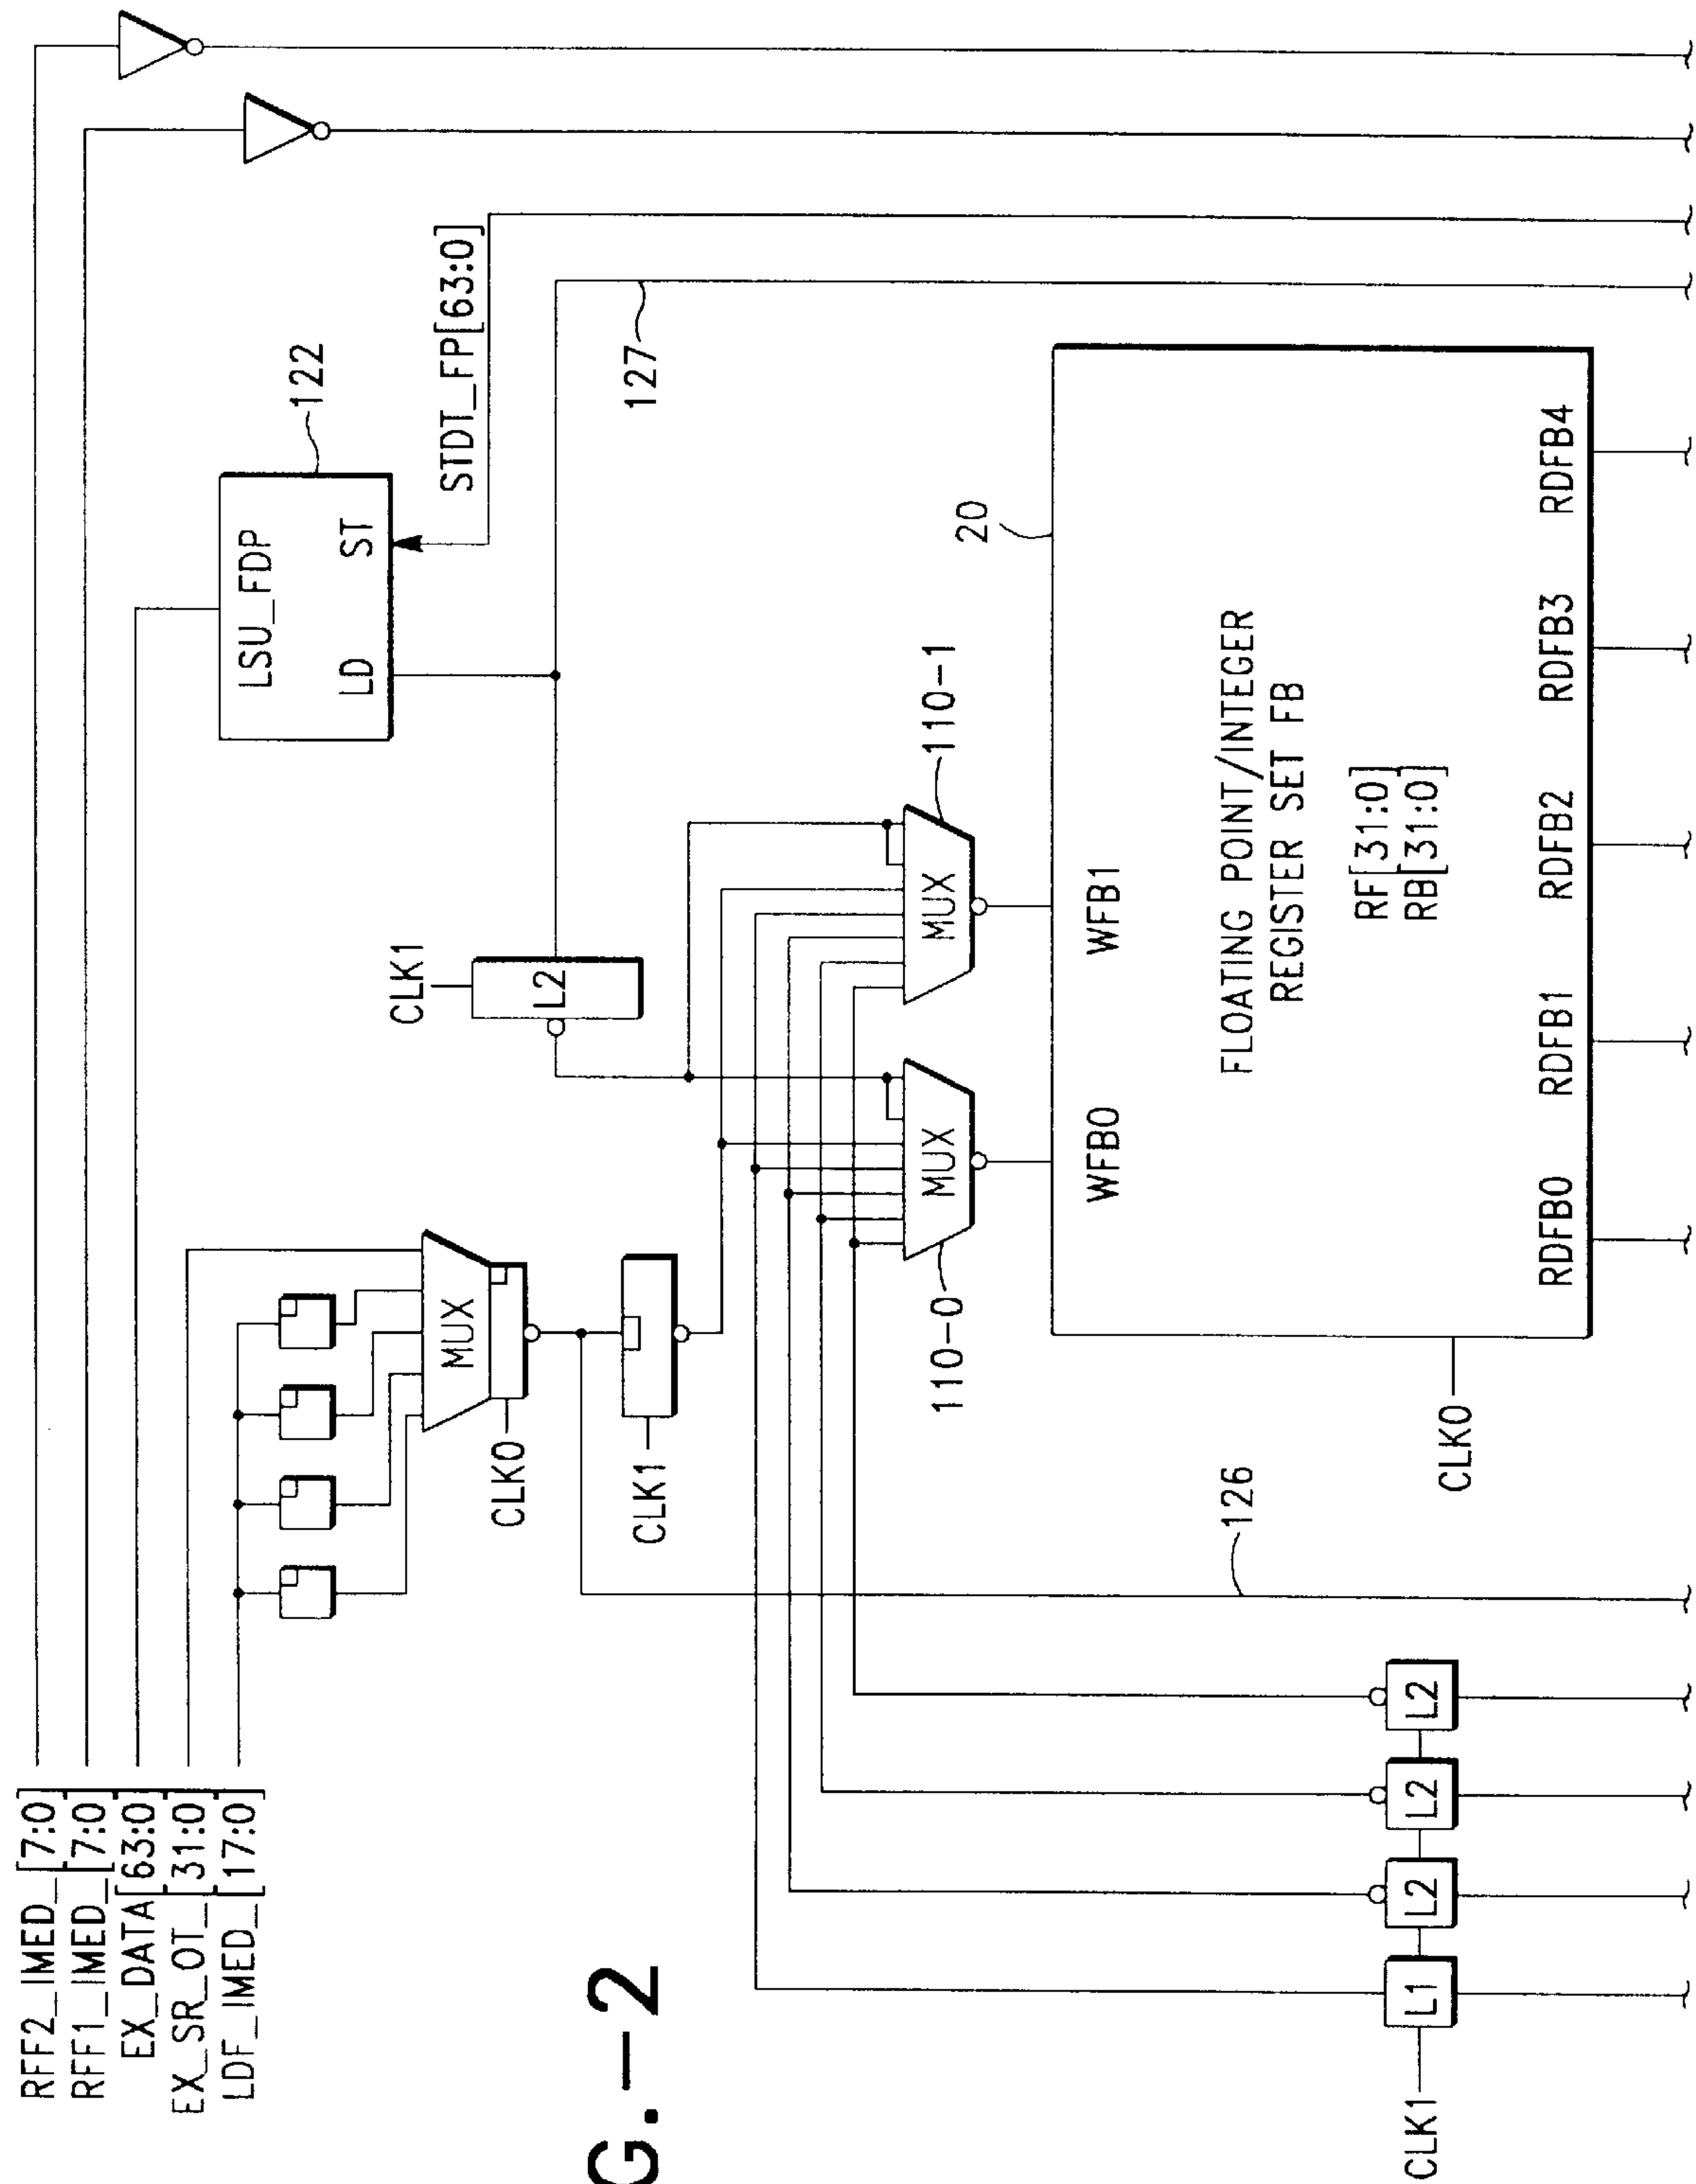 RFF2_IMED_[7:0]
RFF1_IMED_[7:0]
EX_DATA[63:0]
EX_SR_OT_[31:0]
LDF_IMED_[17:0]
LSU_FDP
LD
ST
122
STDT_FP[63:0]
MUX
CLK0
CLK1
CLK1
L2
127
MUX
110-0
MUX
110-1
20
WFB0
WFB1
FLOATING POINT/INTEGER
REGISTER SET FB
RF[31:0]
RB[31:0]
RDFB0
RDFB1
RDFB2
RDFB3
RDFB4
CLK0
126
CLK1
L1
L2
L2
L2
G.-2